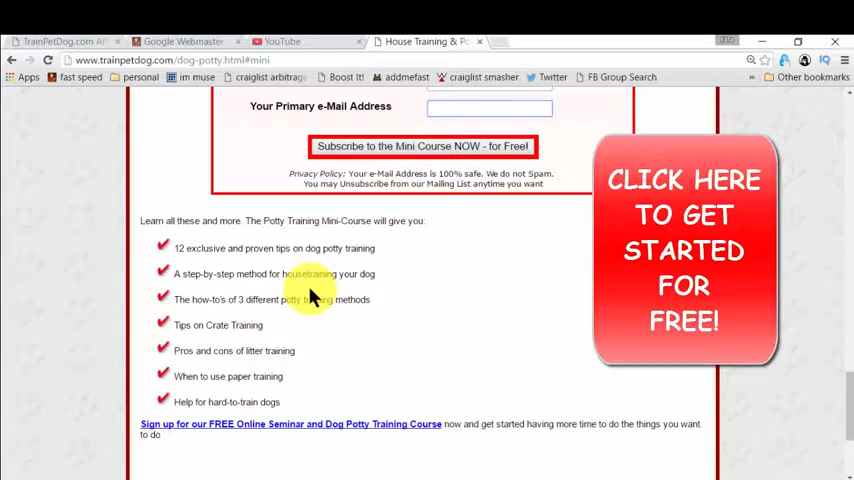 TrainPetDog.com Af
Google Webmaster
YouTube
House Training & Po
www.trainpetdog.com/dog-potty.html#mini
Apps fast speed personal im muse craiglist arbitrage Boost It! addmefast craiglist smasher Twitter FB Group Search Other bookmarks
Your Primary e-Mail Address
Subscribe to the Mini Course NOW - for Free!
Privacy Policy: Your e-Mail Address is 100% safe. We do not Spam.
You may Unsubscribe from our Mailing List anytime you want
Learn all these and more. The Potty Training Mini-Course will give you:
12 exclusive and proven tips on dog potty training
A step-by-step method for housetraining your dog
The how-to's of 3 different potty training methods
Tips on Crate Training
Pros and cons of litter training
When to use paper training
Help for hard-to-train dogs
Sign up for our FREE Online Seminar and Dog Potty Training Course now and get started having more time to do the things you want
to do
CLICK HERE
TO GET
STARTED
FOR
FREE!